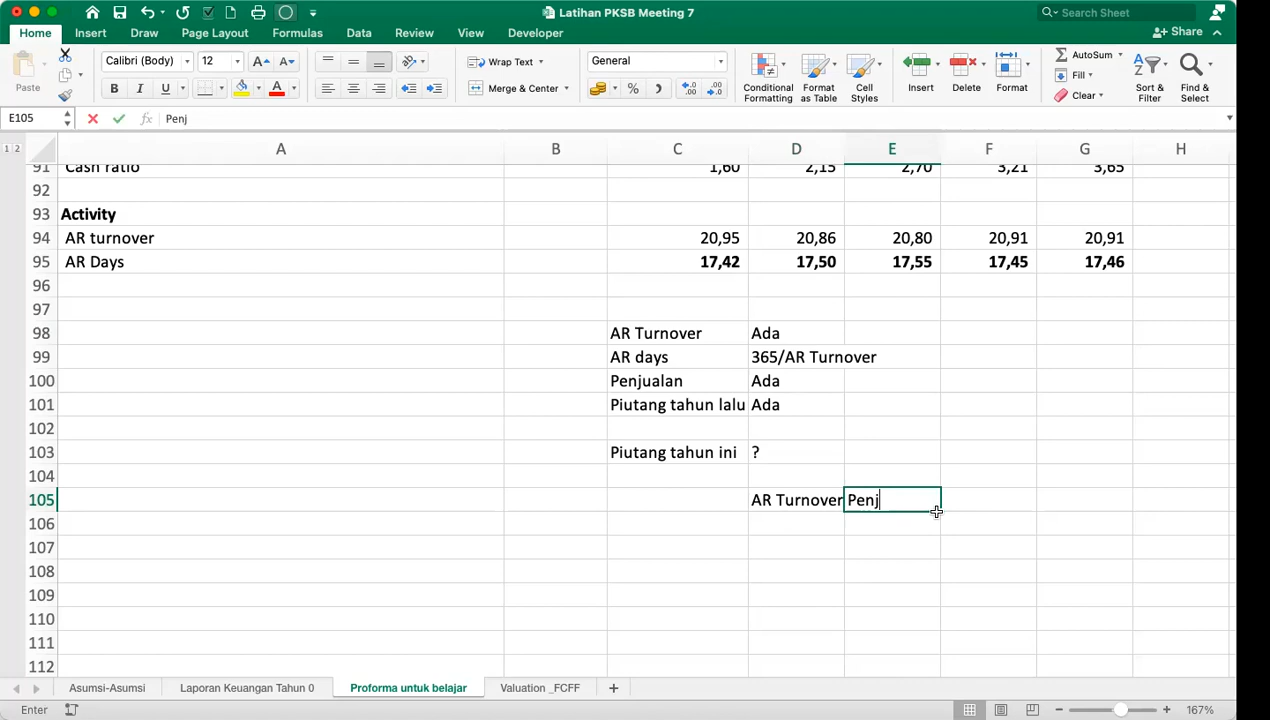 Latihan PKSB Meeting 7
Search Sheet
Home Insert Draw Page Layout Formulas Data Review View Developer Share
Paste
Calibri (Body) 12
Wrap Text
General
Conditional Formatting
Format as Table
Cell Styles
Insert
Delete
Format
AutoSum
Fill
Clear
Sort & Filter
Find & Select
B I U
Merge & Center
E105 fx Penj
1 2 A B C D E F G H
91 Cash ratio 1,60 2,15 2,70 3,21 3,65
92
93 Activity
94 AR turnover 20,95 20,86 20,80 20,91 20,91
95 AR Days 17,42 17,50 17,55 17,45 17,46
96
97
98 AR Turnover Ada
99 AR days 365/AR Turnover
100 Penjualan Ada
101 Piutang tahun lalu Ada
102
103 Piutang tahun ini ?
104
105 AR Turnover Penj
106
107
108
109
110
111
112
Asumsi-Asumsi Laporan Keuangan Tahun 0 Proforma untuk belajar Valuation _FCFF
Enter 167%